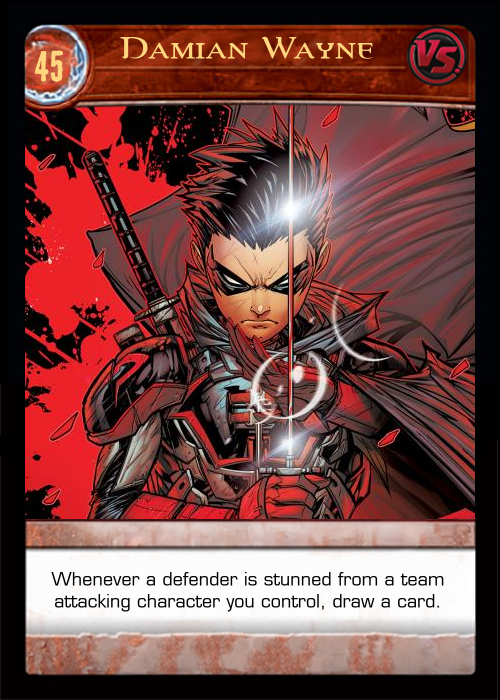 Damian Wayne
45
VS.
Whenever a defender is stunned from a team
attacking character you control, draw a card.